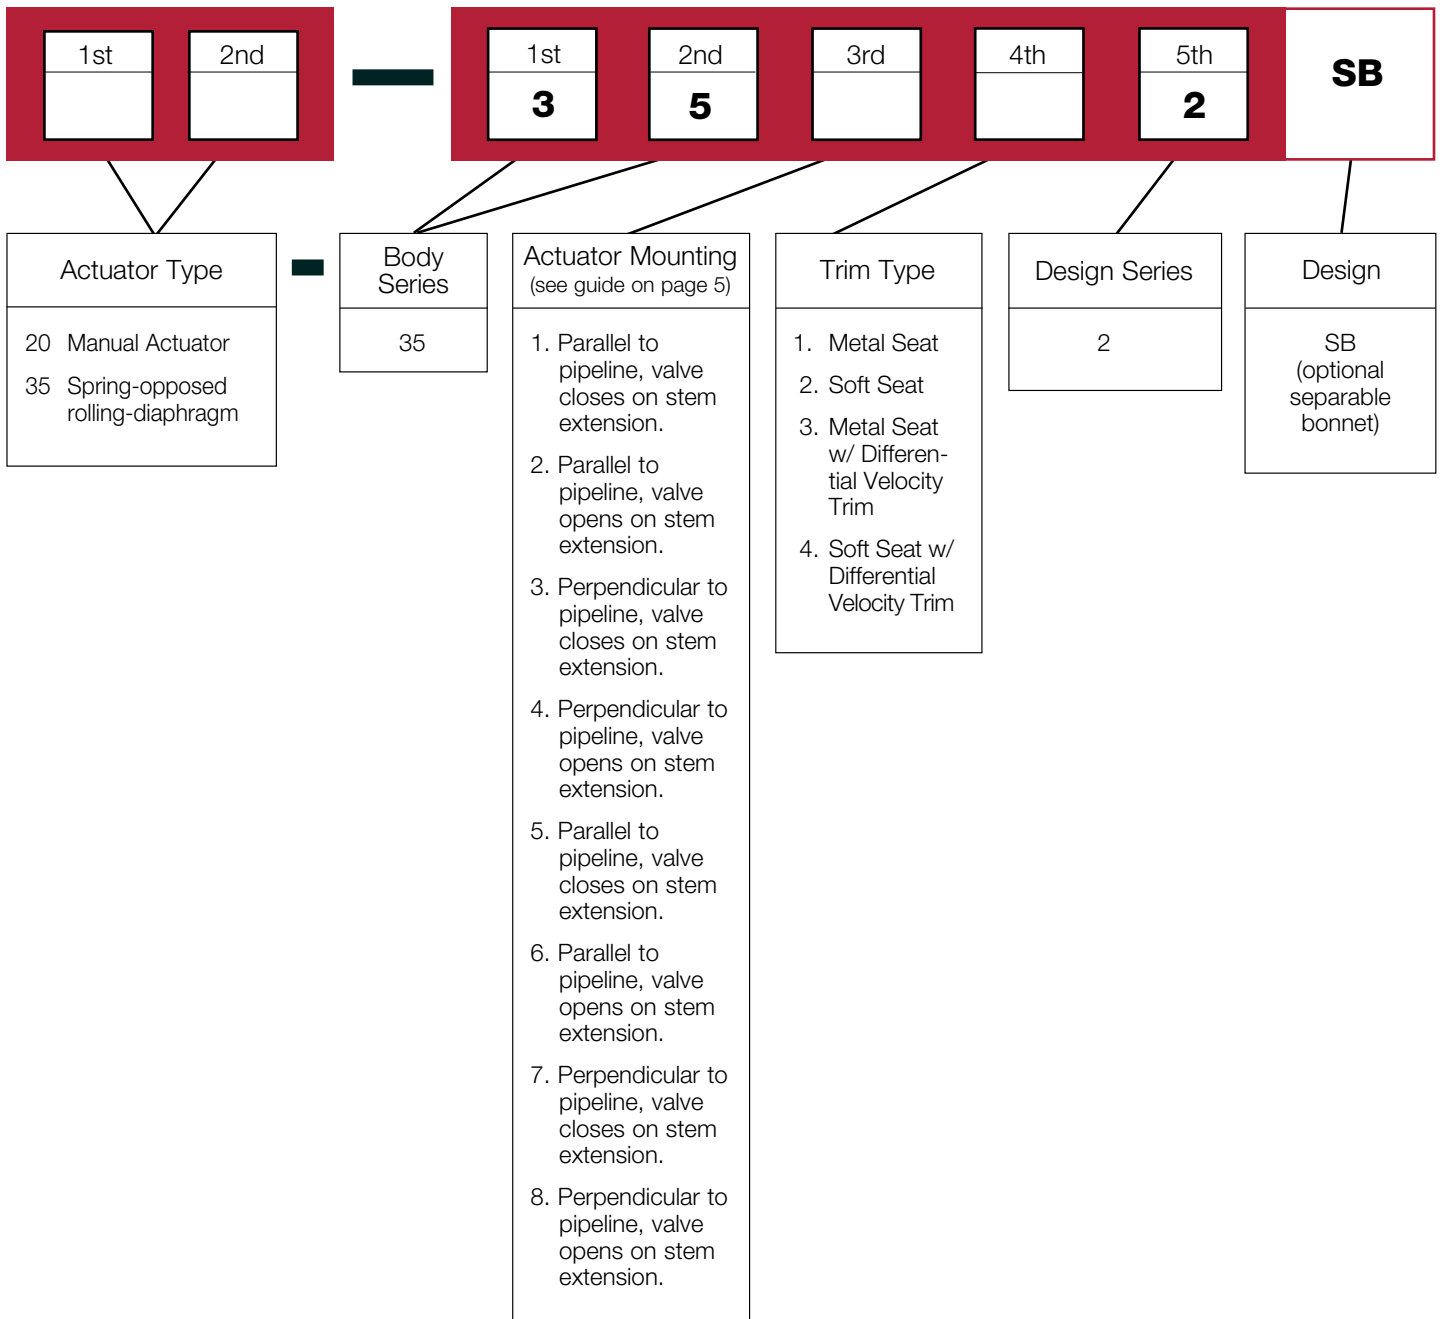 1st 2nd 1st 2nd 3rd 4th 5th SB
3 5 2
Actuator Type
20 Manual Actuator
35 Spring-opposed
rolling-diaphragm
Body
Series
35
Actuator Mounting
(see guide on page 5)
1. Parallel to
pipeline, valve
closes on stem
extension.
2. Parallel to
pipeline, valve
opens on stem
extension.
3. Perpendicular to
pipeline, valve
closes on stem
extension.
4. Perpendicular to
pipeline, valve
opens on stem
extension.
5. Parallel to
pipeline, valve
closes on stem
extension.
6. Parallel to
pipeline, valve
opens on stem
extension.
7. Perpendicular to
pipeline, valve
closes on stem
extension.
8. Perpendicular to
pipeline, valve
opens on stem
extension.
Trim Type
1. Metal Seat
2. Soft Seat
3. Metal Seat
w/ Differen-
tial Velocity
Trim
4. Soft Seat w/
Differential
Velocity Trim
Design Series
2
Design
SB
(optional
separable
bonnet)